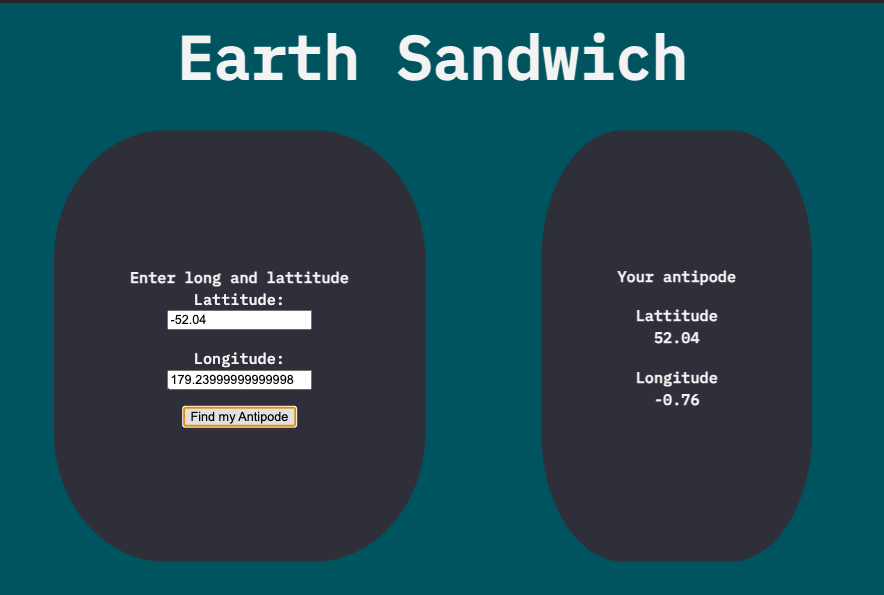 Earth Sandwich
Enter long and lattitude
Lattitude:
-52.04
Longitude:
179.23999999999998
Find my Antipode
Your antipode
Lattitude
52.04
Longitude
-0.76